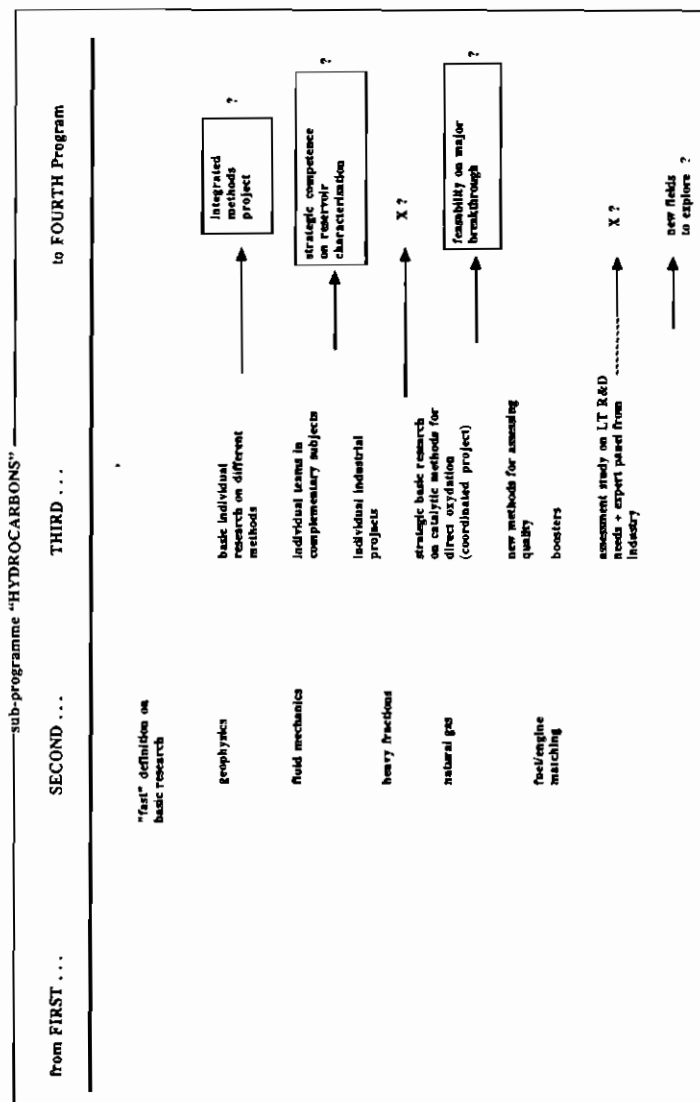 sub-programme "HYDROCARBONS"
from FIRST . . .
SECOND . . .
THIRD . . .
to FOURTH Program
"fast" definition on
basic research
geophysics
basic individual
research on different
methods
integrated
methods
project
?
fluid mechanics
individual teams in
complementary subjects
strategic competence
on reservoir
characterisation
?
heavy fractions
individual industrial
projects
X ?
natural gas
strategic basic research
on catalytic methods for
direct oxydation
(coordinated project)
feasability on major
breakthrough
?
fuel/engine
matching
new methods for assessing
quality
boosters
assessment study on LT R&D
needs + expert panel from
industry
X ?
new fields
to explore ?